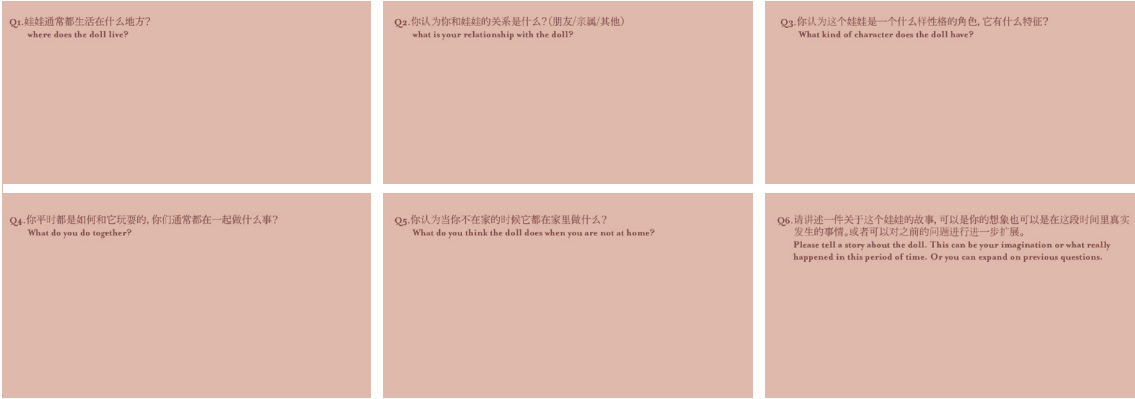 Q1.娃娃通常都生活在什么地方？
where does the doll live?
Q2.你认为你和娃娃的关系是什么？（朋友/亲属/其他）
what is your relationship with the doll?
Q3.你认为这个娃娃是一个什么样性格的角色，它有什么特征？
What kind of character does the doll have?
Q4.你平时都是如何和它玩耍的，你们通常都在一起做什么事？
What do you do together?
Q5.你认为当你不在家的时候它都在家里做什么？
What do you think the doll does when you are not at home?
Q6.请讲述一件关于这个娃娃的故事，可以是你的想象也可以是在这段时间里真实
发生的事情。或者可以对之前的问题进行进一步扩展。
Please tell a story about the doll. This can be your imagination or what really
happened in this period of time. Or you can expand on previous questions.